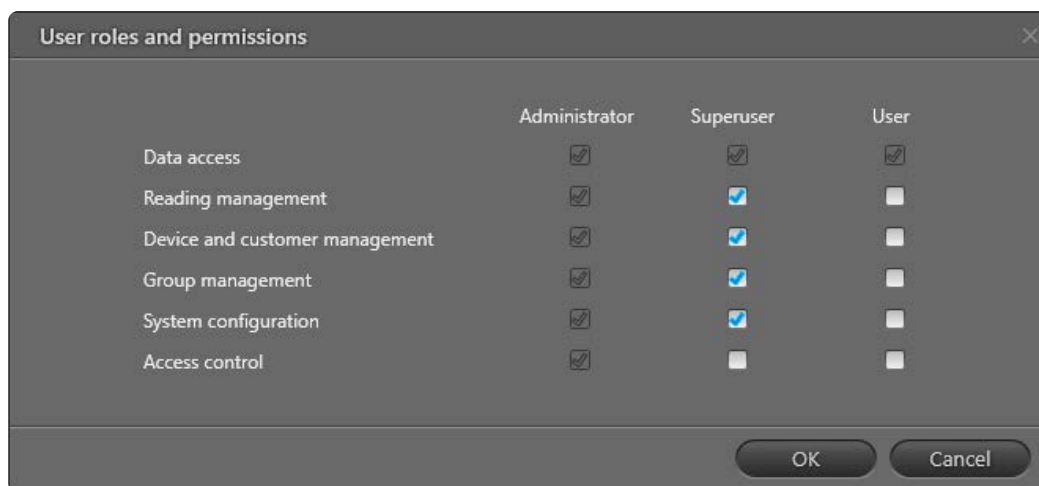 User roles and permissions
Administrator Superuser User
Data access
Reading management
Device and customer management
Group management
System configuration
Access control
OK Cancel